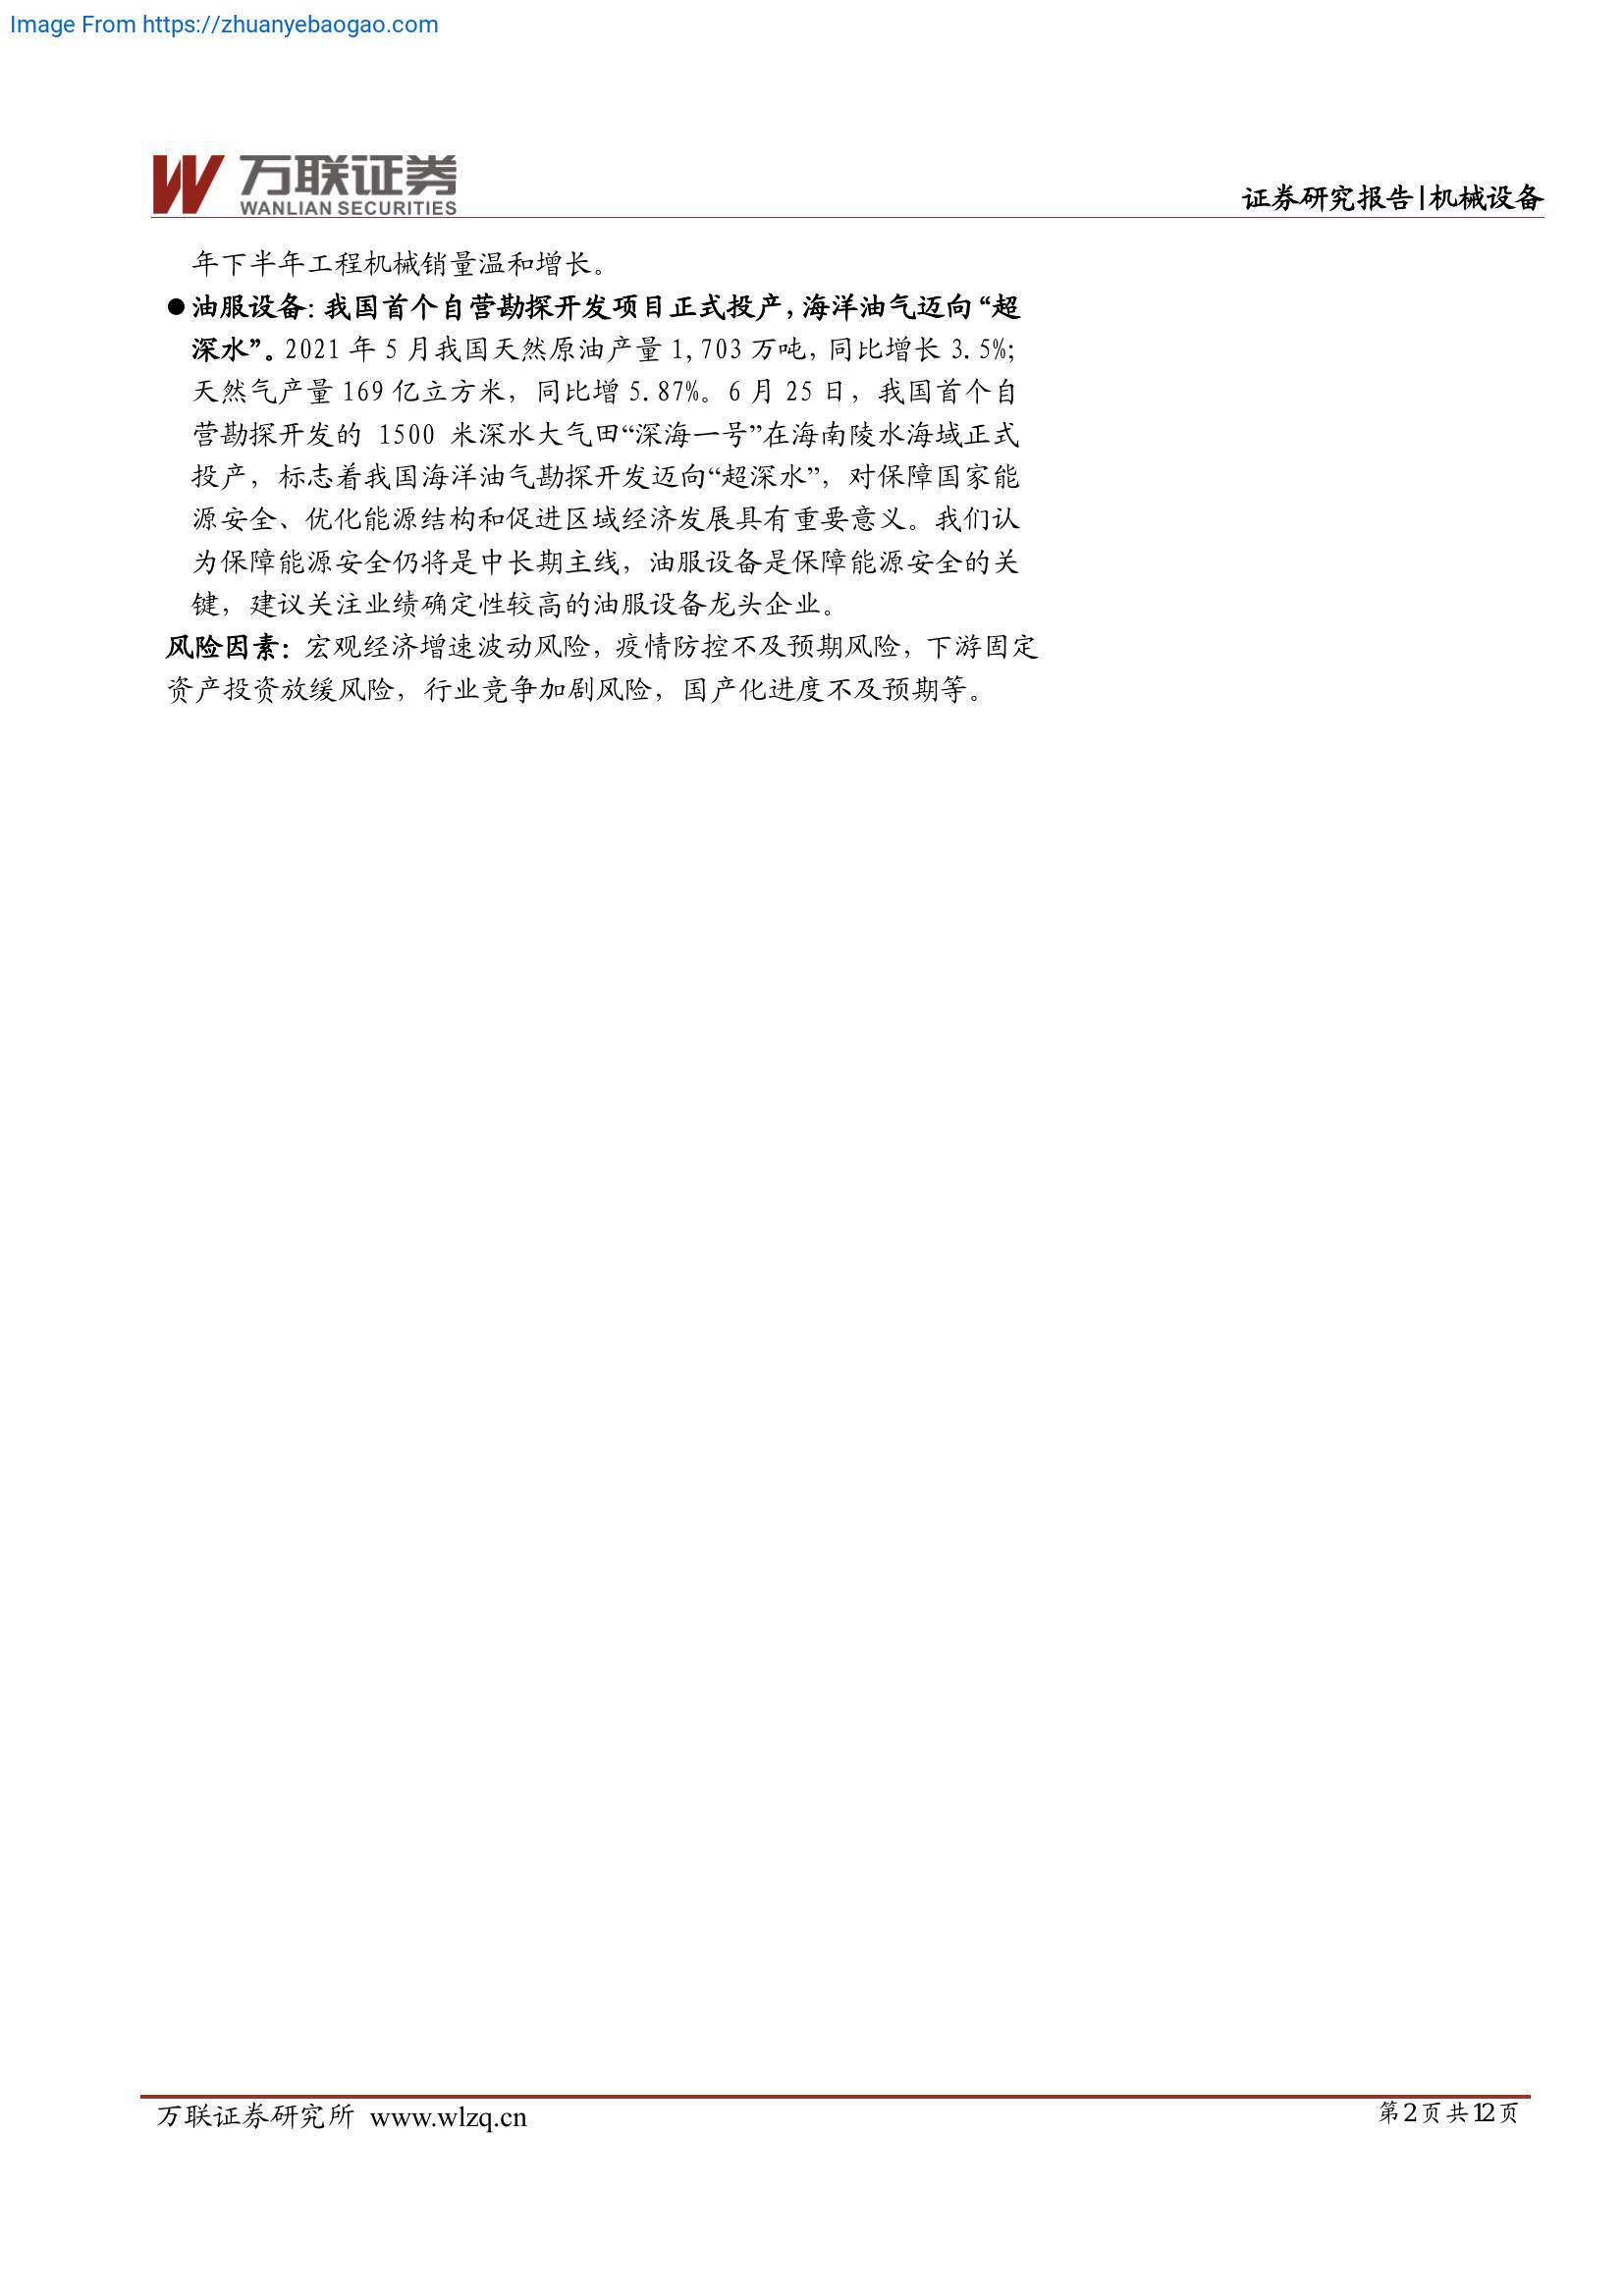 Image From https://zhuanyebaogao.com
万联证券
WANLIAN SECURITIES
证券研究报告|机械设备
年下半年工程机械销量温和增长。
●油服设备：我国首个自营勘探开发项目正式投产，海洋油气迈向“超
深水”。2021 年 5 月我国天然原油产量 1,703 万吨，同比增长 3.5%；
天然气产量 169 亿立方米，同比增 5.87%。6 月 25 日，我国首个自
营勘探开发的 1500 米深水大气田“深海一号”在海南陵水海域正式
投产，标志着我国海洋油气勘探开发迈向“超深水”，对保障国家能
源安全、优化能源结构和促进区域经济发展具有重要意义。我们认
为保障能源安全仍将是中长期主线，油服设备是保障能源安全的关
键，建议关注业绩确定性较高的油服设备龙头企业。
风险因素：宏观经济增速波动风险，疫情防控不及预期风险，下游固定
资产投资放缓风险，行业竞争加剧风险，国产化进度不及预期等。
万联证券研究所 www.wlzq.cn
第2页共12页